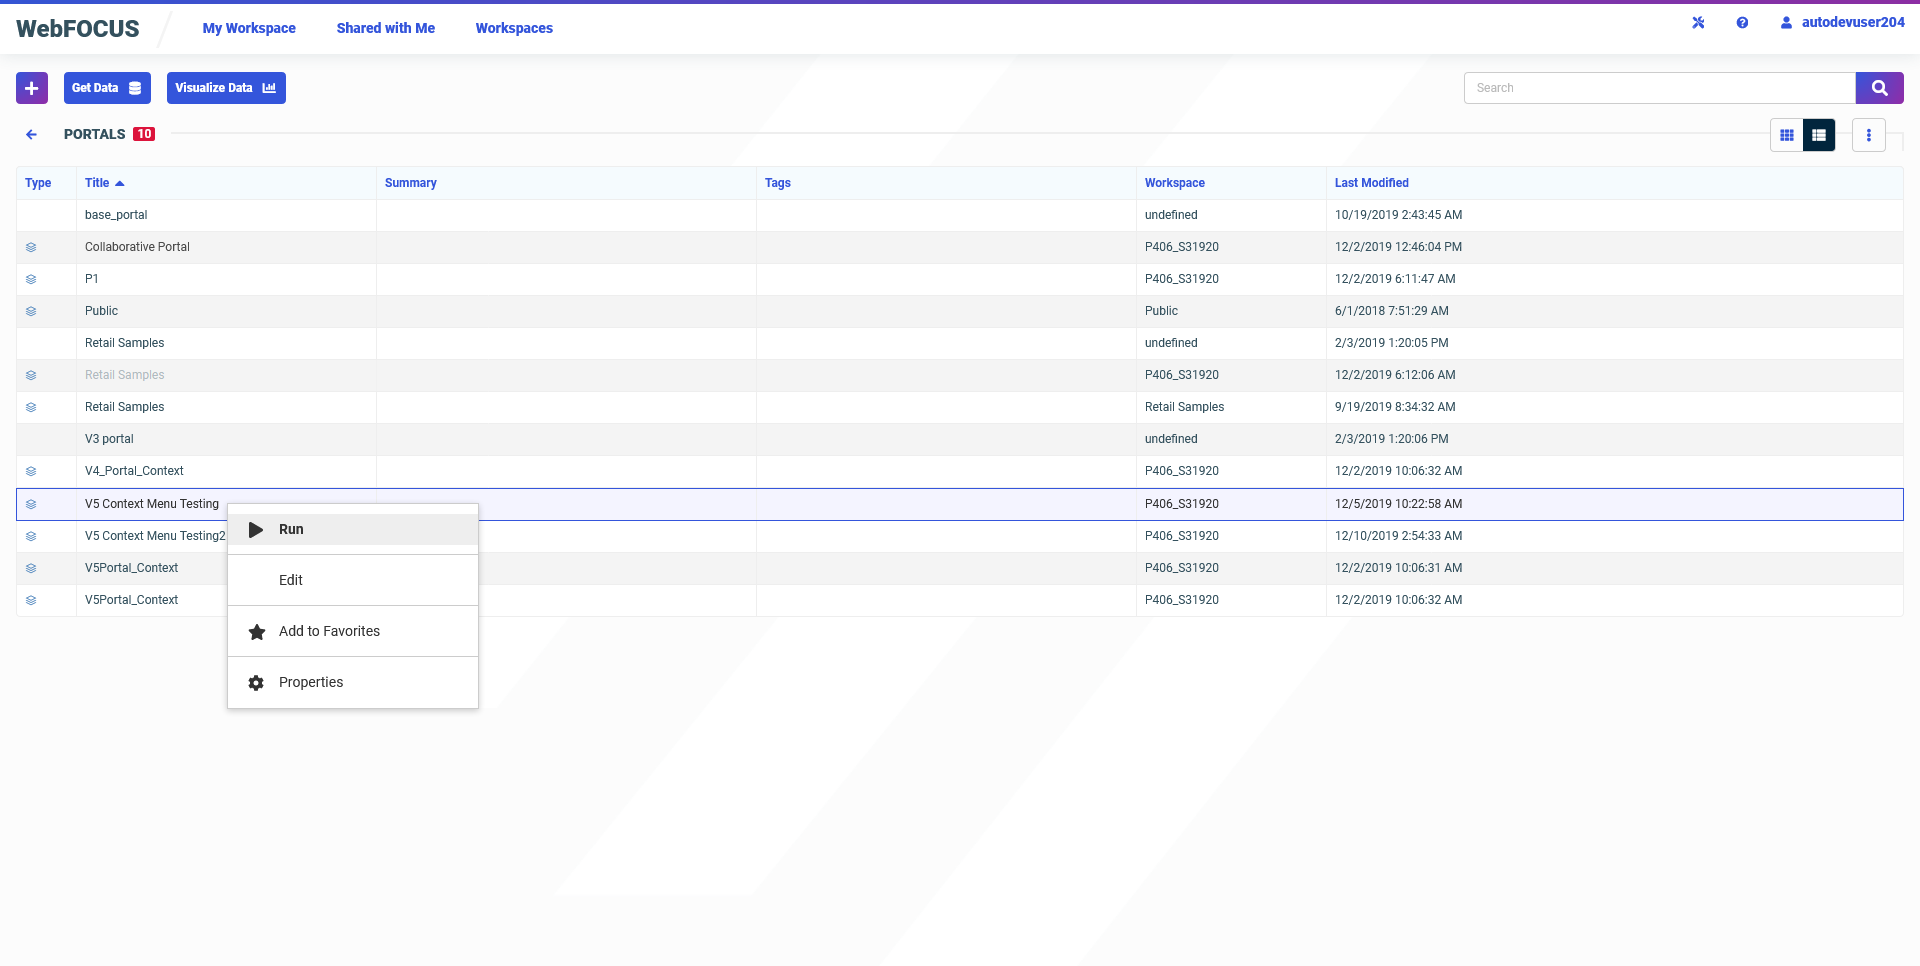 WebFOCUS My Workspace Shared with Me Workspaces autodevuser204
Get Data Visualize Data Search
PORTALS 10
Type Title Summary Tags Workspace Last Modified
base_portal undefined 10/19/2019 2:43:45 AM
Collaborative Portal P406_S31920 12/2/2019 12:46:04 PM
P1 P406_S31920 12/2/2019 6:11:47 AM
Public Public 6/1/2018 7:51:29 AM
Retail Samples undefined 2/3/2019 1:20:05 PM
Retail Samples P406_S31920 12/2/2019 6:12:06 AM
Retail Samples Retail Samples 9/19/2019 8:34:32 AM
V3 portal undefined 2/3/2019 1:20:06 PM
V4_Portal_Context P406_S31920 12/2/2019 10:06:32 AM
V5 Context Menu Testing P406_S31920 12/5/2019 10:22:58 AM
V5 Context Menu Testing2 P406_S31920 12/10/2019 2:54:33 AM
V5Portal_Context P406_S31920 12/2/2019 10:06:31 AM
V5Portal_Context P406_S31920 12/2/2019 10:06:32 AM
Run
Edit
Add to Favorites
Properties